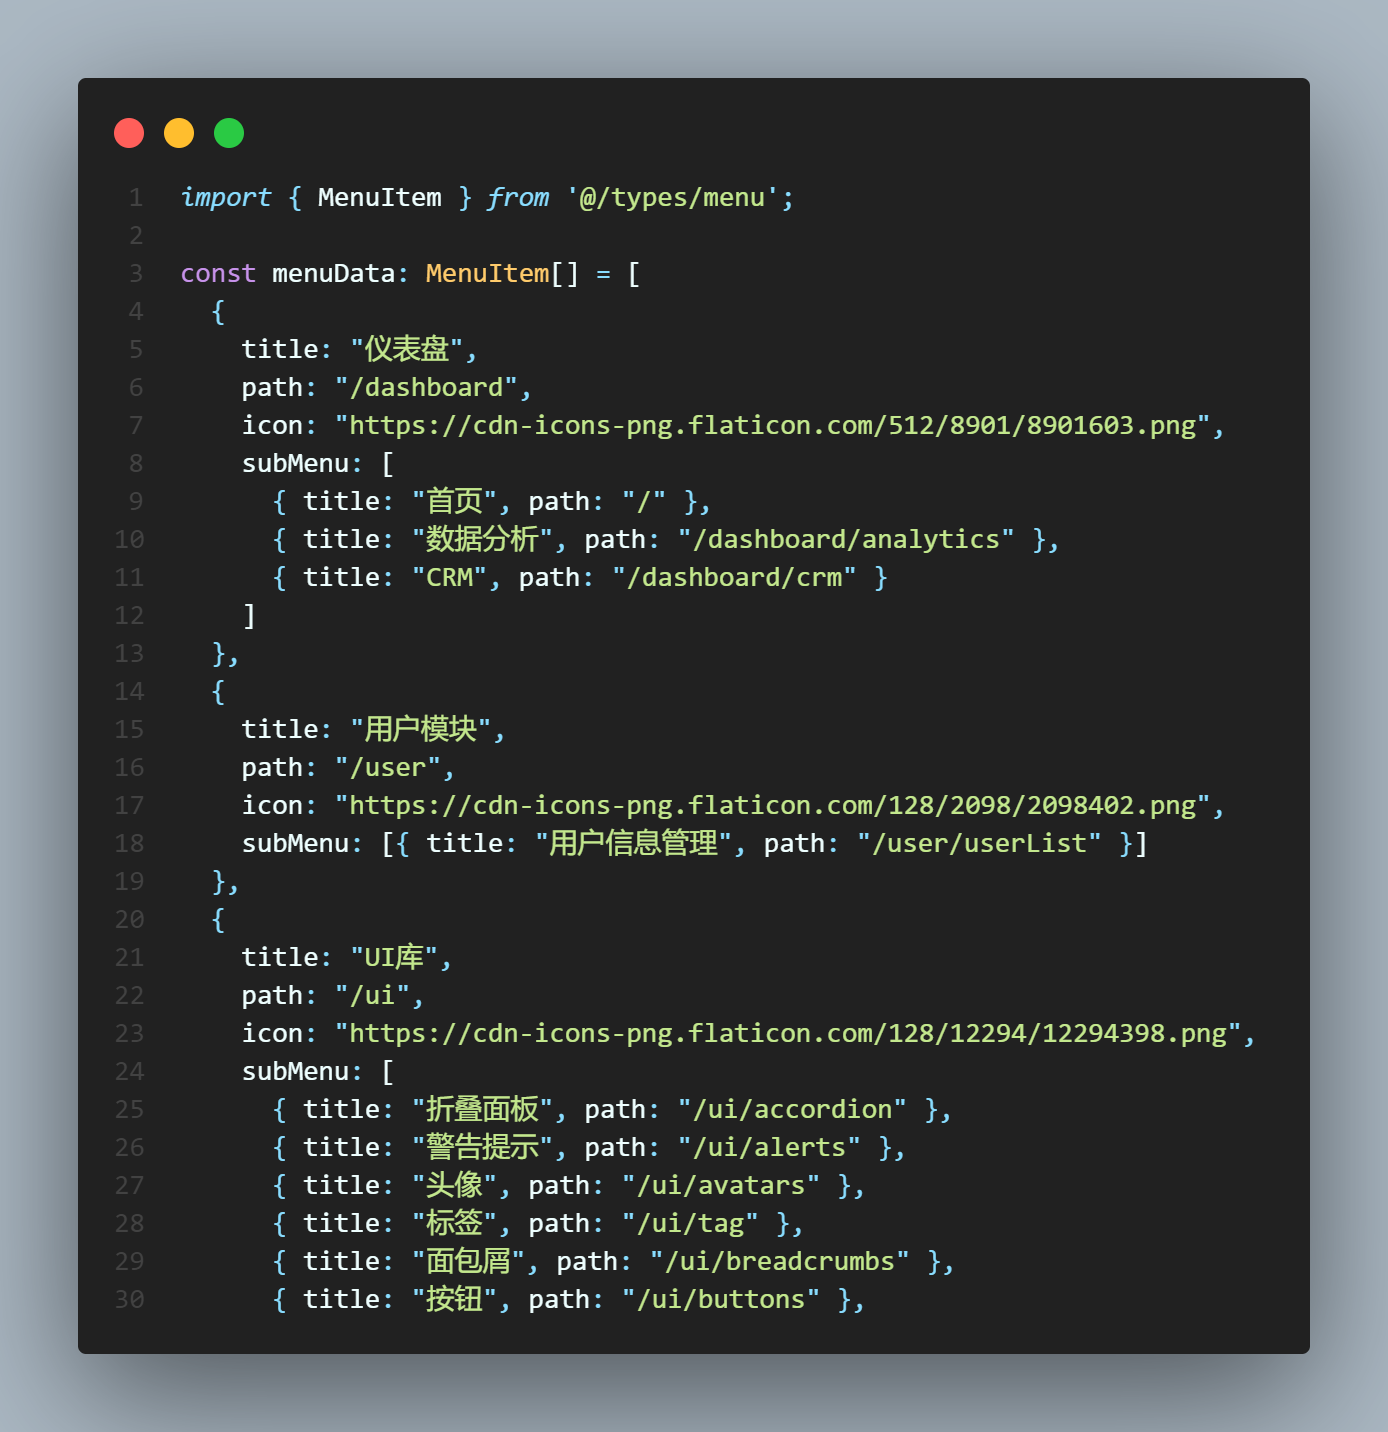 1 import { MenuItem } from '@/types/menu';
2
3 const menuData: MenuItem[] = [
4   {
5     title: "仪表盘",
6     path: "/dashboard",
7     icon: "https://cdn-icons-png.flaticon.com/512/8901/8901603.png",
8     subMenu: [
9       { title: "首页", path: "/" },
10       { title: "数据分析", path: "/dashboard/analytics" },
11       { title: "CRM", path: "/dashboard/crm" }
12     ]
13   },
14   {
15     title: "用户模块",
16     path: "/user",
17     icon: "https://cdn-icons-png.flaticon.com/128/2098/2098402.png",
18     subMenu: [{ title: "用户信息管理", path: "/user/userList" }]
19   },
20   {
21     title: "UI库",
22     path: "/ui",
23     icon: "https://cdn-icons-png.flaticon.com/128/12294/12294398.png",
24     subMenu: [
25       { title: "折叠面板", path: "/ui/accordion" },
26       { title: "警告提示", path: "/ui/alerts" },
27       { title: "头像", path: "/ui/avatars" },
28       { title: "标签", path: "/ui/tag" },
29       { title: "面包屑", path: "/ui/breadcrumbs" },
30       { title: "按钮", path: "/ui/buttons" },